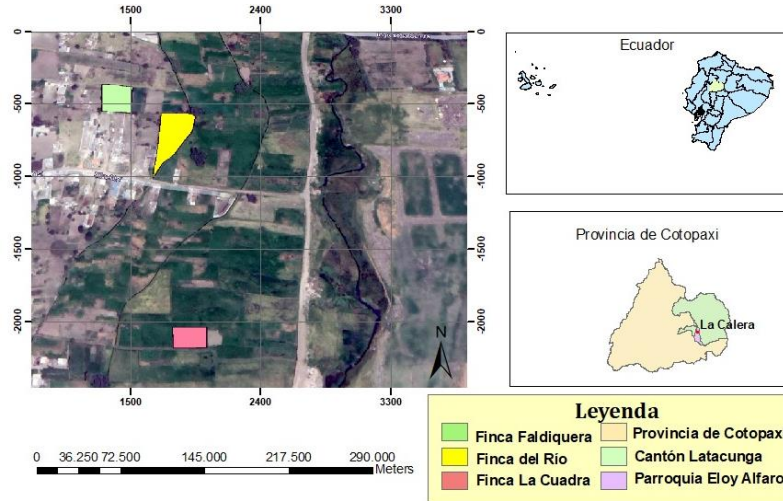 1500 2400 3300
0 0
500 500
1000 1000
1500 1500
2000 2000
N
1500 2400 3300
0 36.250 72.500 145.000 217.500 290.000
Meters
Ecuador
Provincia de Cotopaxi
La Calera
Leyenda
Finca Faldiquera Provincia de Cotopaxi
Finca del Río Cantón Latacunga
Finca La Cuadra Parroquia Eloy Alfaro